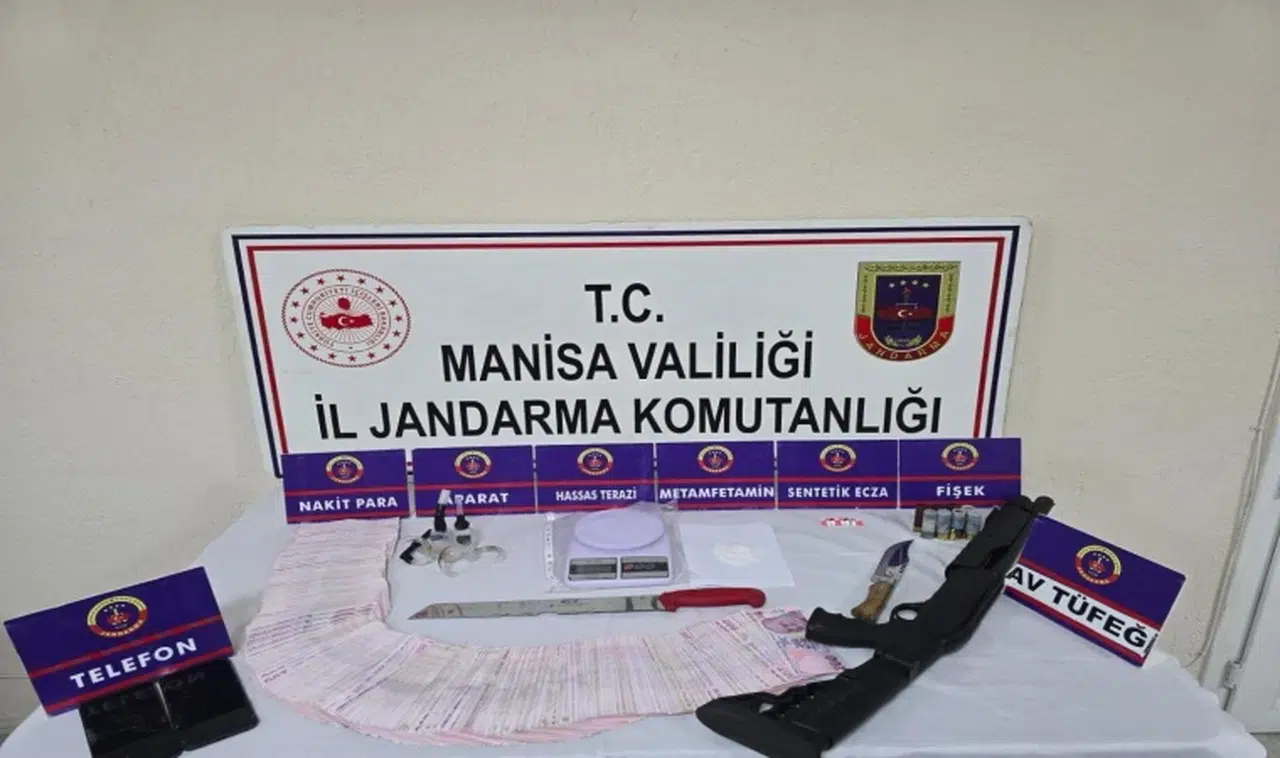 T.C.
MANİSA VALİLİĞİ
İL JANDARMA KOMUTANLIĞI
JANDARMA
NAKİT PARA
APARAT
HASSAS TERAZİ
METAMFETAMİN
SENTETİK ECZA
FİŞEK
TELEFON
AV TÜFEĞİ